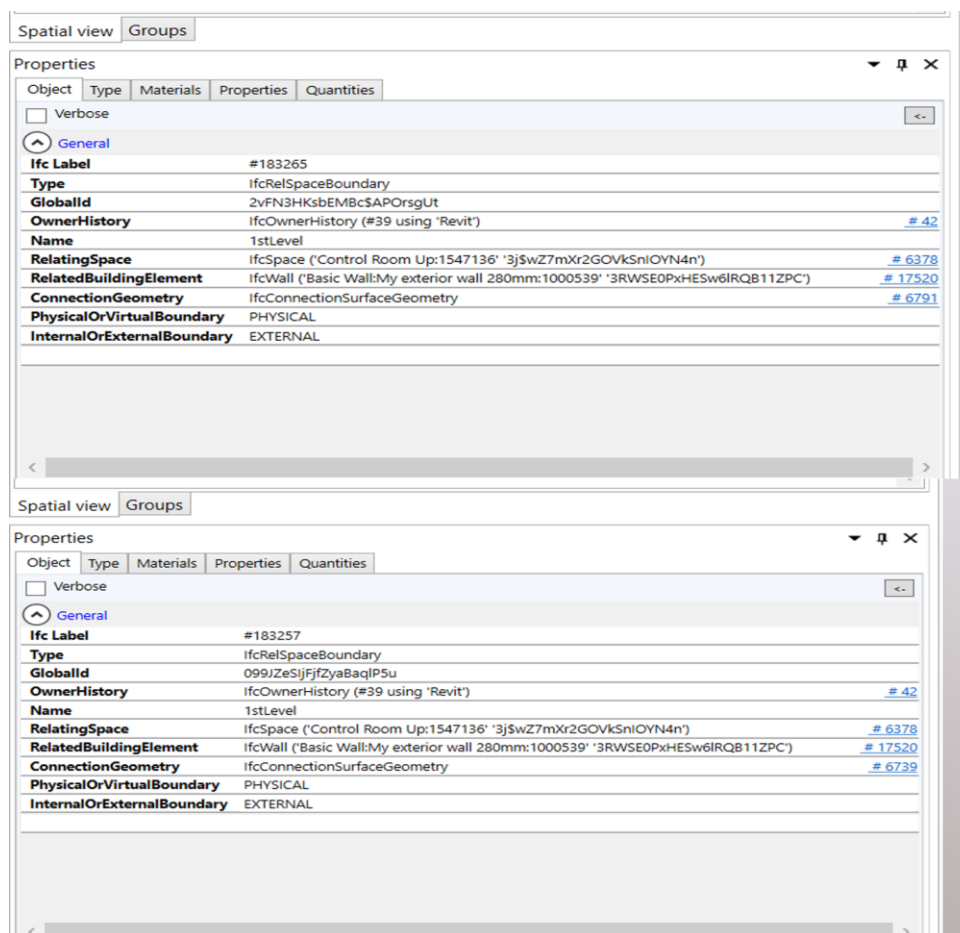 Spatial view Groups
Properties
Object Type Materials Properties Quantities
Verbose <-
General
Ifc Label #183265
Type IfcRelSpaceBoundary
GlobalId 2vFN3HKsbEMBc$APOrsgUt
OwnerHistory IfcOwnerHistory (#39 using 'Revit') # 42
Name 1stLevel
RelatingSpace IfcSpace ('Control Room Up:1547136' '3j$wZ7mXr2GOVkSnIOYN4n') # 6378
RelatedBuildingElement IfcWall ('Basic Wall:My exterior wall 280mm:1000539' '3RWSE0PxHESw6lRQB11ZPC') # 17520
ConnectionGeometry IfcConnectionSurfaceGeometry # 6791
PhysicalOrVirtualBoundary PHYSICAL
InternalOrExternalBoundary EXTERNAL
Spatial view Groups
Properties
Object Type Materials Properties Quantities
Verbose <-
General
Ifc Label #183257
Type IfcRelSpaceBoundary
GlobalId 099JZeSIjFjfZyaBaqlP5u
OwnerHistory IfcOwnerHistory (#39 using 'Revit') # 42
Name 1stLevel
RelatingSpace IfcSpace ('Control Room Up:1547136' '3j$wZ7mXr2GOVkSnIOYN4n') # 6378
RelatedBuildingElement IfcWall ('Basic Wall:My exterior wall 280mm:1000539' '3RWSE0PxHESw6lRQB11ZPC') # 17520
ConnectionGeometry IfcConnectionSurfaceGeometry # 6739
PhysicalOrVirtualBoundary PHYSICAL
InternalOrExternalBoundary EXTERNAL